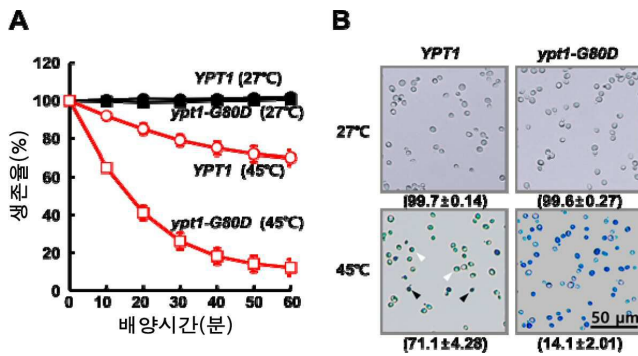 A
120
100
80
60
40
20
0
생존율(%)
YPT1 (27℃)
ypt1-G80D (27℃)
YPT1 (45℃)
ypt1-G80D (45℃)
0 10 20 30 40 50 60
배양시간(분)
B
YPT1 ypt1-G80D
27℃
(99.7±0.14) (99.6±0.27)
45℃
50 μm
(71.1±4.28) (14.1±2.01)